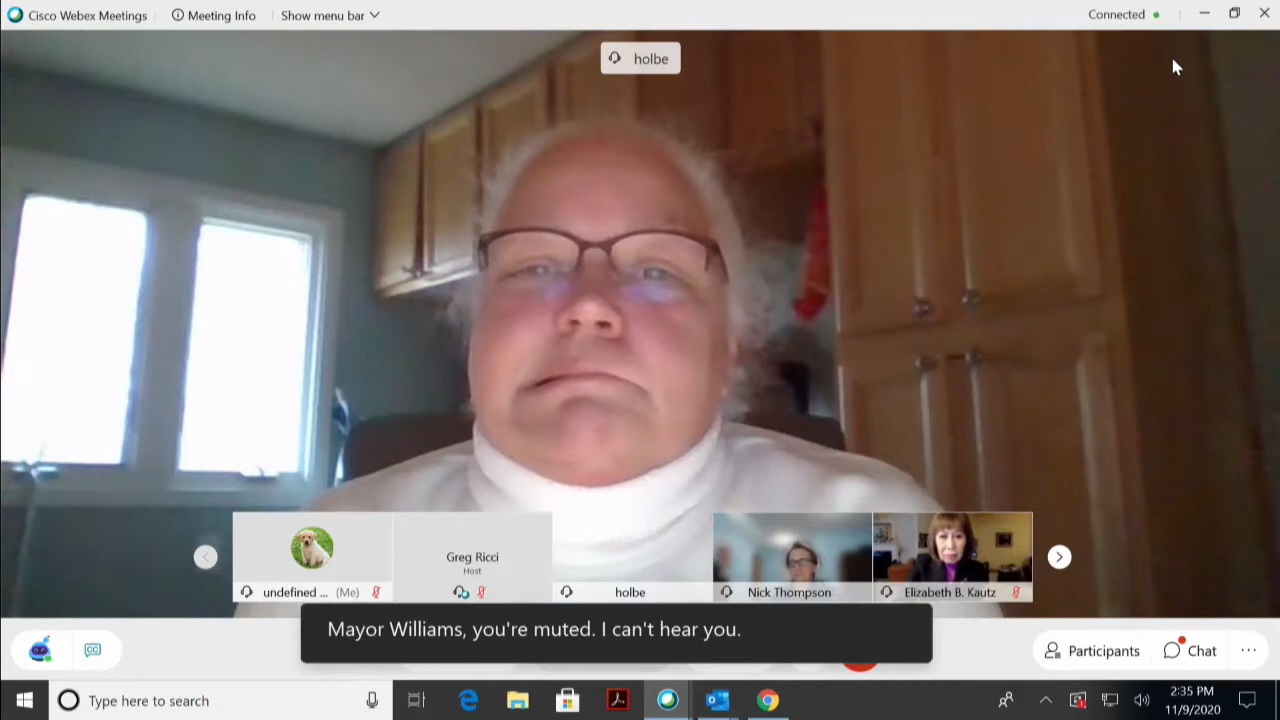 Cisco Webex Meetings
Meeting Info
Show menu bar
Connected
holbe
Greg Ricci
Host
undefined ... (Me)
holbe
Nick Thompson
Elizabeth B. Kautz
Mayor Williams, you're muted. I can't hear you.
CC
Participants
Chat
Type here to search
2:35 PM
11/9/2020